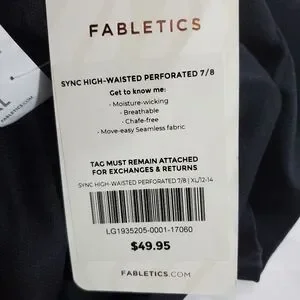 FABLETICS
SYNC HIGH-WAISTED PERFORATED 7/8
Get to know me:
· Moisture-wicking
· Breathable
· Chafe-free
· Move-easy Seamless fabric
TAG MUST REMAIN ATTACHED
FOR EXCHANGES & RETURNS
SYNC HIGH-WAISTED PERFORATED 7/8 | XL/12-14
LG1935205-0001-17060
$49.95
FABLETICS.COM
L
FABLETICS.COM